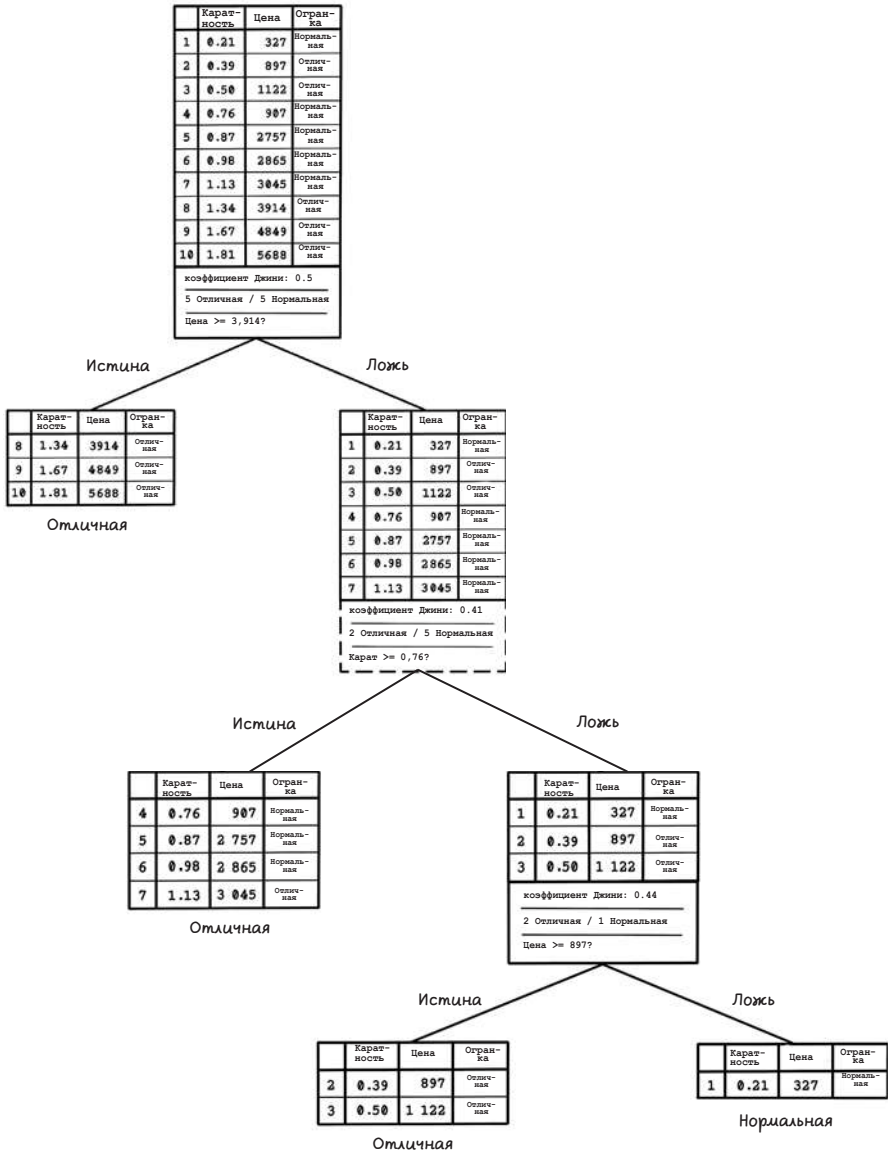 Карат- Цена Огран-
ность ка
1 0.21 327 Нормаль-
ная
2 0.39 897 Отлич-
ная
3 0.50 1122 Отлич-
ная
4 0.76 907 Нормаль-
ная
5 0.87 2757 Нормаль-
ная
6 0.98 2865 Нормаль-
ная
7 1.13 3045 Нормаль-
ная
8 1.34 3914 Отлич-
ная
9 1.67 4849 Отлич-
ная
10 1.81 5688 Отлич-
ная
коэффициент Джини: 0.5
5 Отличная / 5 Нормальная
Цена >= 3,914?
Истина
Ложь
Карат- Цена Огран-
ность ка
8 1.34 3914 Отлич-
ная
9 1.67 4849 Отлич-
ная
10 1.81 5688 Отлич-
ная
Отличная
Карат- Цена Огран-
ность ка
1 0.21 327 Нормаль-
ная
2 0.39 897 Отлич-
ная
3 0.50 1122 Отлич-
ная
4 0.76 907 Нормаль-
ная
5 0.87 2757 Нормаль-
ная
6 0.98 2865 Нормаль-
ная
7 1.13 3045 Нормаль-
ная
коэффициент Джини: 0.41
2 Отличная / 5 Нормальная
Карат >= 0,76?
Истина
Ложь
Карат- Цена Огран-
ность ка
4 0.76 907 Нормаль-
ная
5 0.87 2 757 Нормаль-
ная
6 0.98 2 865 Нормаль-
ная
7 1.13 3 045 Отлич-
ная
Отличная
Карат- Цена Огран-
ность ка
1 0.21 327 Нормаль-
ная
2 0.39 897 Отлич-
ная
3 0.50 1 122 Отлич-
ная
коэффициент Джини: 0.44
2 Отличная / 1 Нормальная
Цена >= 897?
Истина
Ложь
Карат- Цена Огран-
ность ка
2 0.39 897 Отлич-
ная
3 0.50 1 122 Отлич-
ная
Отличная
Карат- Цена Огран-
ность ка
1 0.21 327 Нормаль-
ная
Нормальная